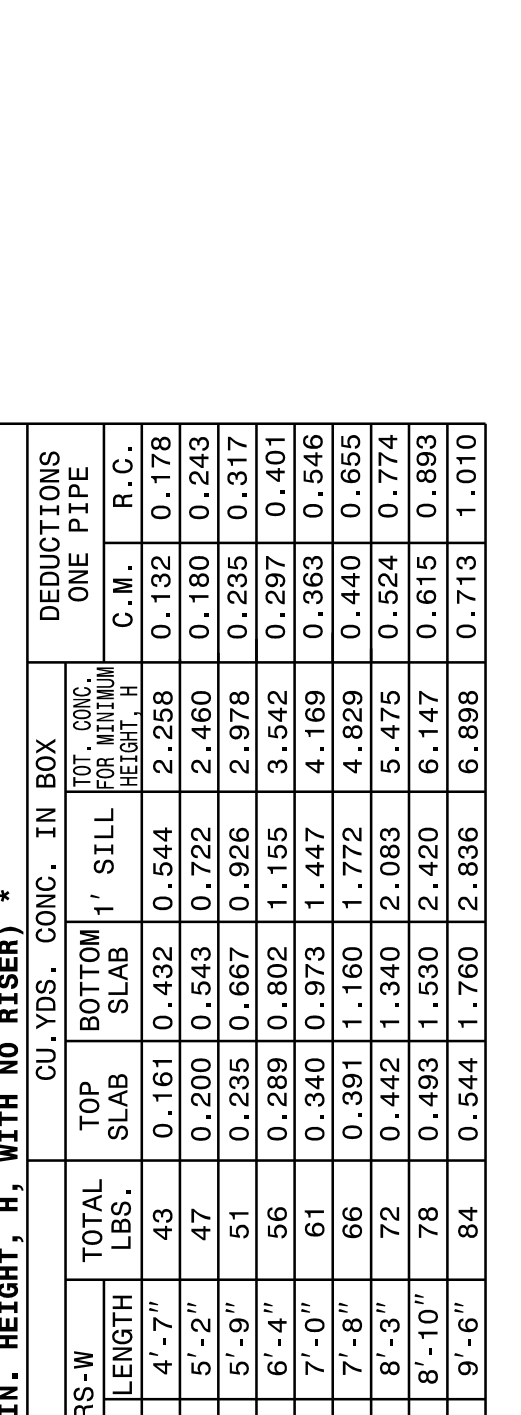 IN. HEIGHT, H, WITH NO RISER) *
CU.YDS. CONC. IN BOX
DEDUCTIONS
ONE PIPE
RS-W
TOTAL
LBS.
TOP
SLAB
BOTTOM
SLAB
1' SILL
TOT. CONC.
FOR MINIMUM
HEIGHT, H
LENGTH
C.M.
R.C.
4'-7" 43 0.161 0.432 0.544 2.258 0.132 0.178
5'-2" 47 0.200 0.543 0.722 2.460 0.180 0.243
5'-9" 51 0.235 0.667 0.926 2.978 0.235 0.317
6'-4" 56 0.289 0.802 1.155 3.542 0.297 0.401
7'-0" 61 0.340 0.973 1.447 4.169 0.363 0.546
7'-8" 66 0.391 1.160 1.772 4.829 0.440 0.655
8'-3" 72 0.442 1.340 2.083 5.475 0.524 0.774
8'-10" 78 0.493 1.530 2.420 6.147 0.615 0.893
9'-6" 84 0.544 1.760 2.836 6.898 0.713 1.010